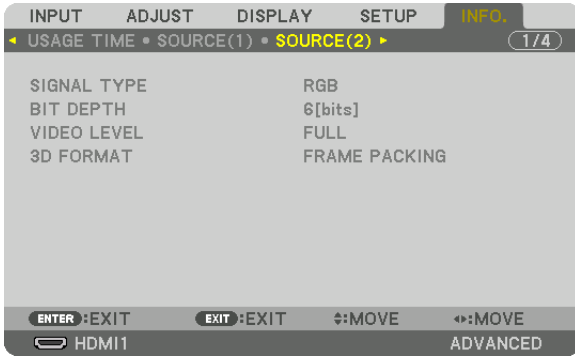 INPUT ADJUST DISPLAY SETUP INFO.
◂ USAGE TIME • SOURCE(1) • SOURCE(2) ▸ 1/4
SIGNAL TYPE RGB
BIT DEPTH 6[bits]
VIDEO LEVEL FULL
3D FORMAT FRAME PACKING
ENTER :EXIT EXIT :EXIT ♦:MOVE ◂▸:MOVE
HDMI1 ADVANCED